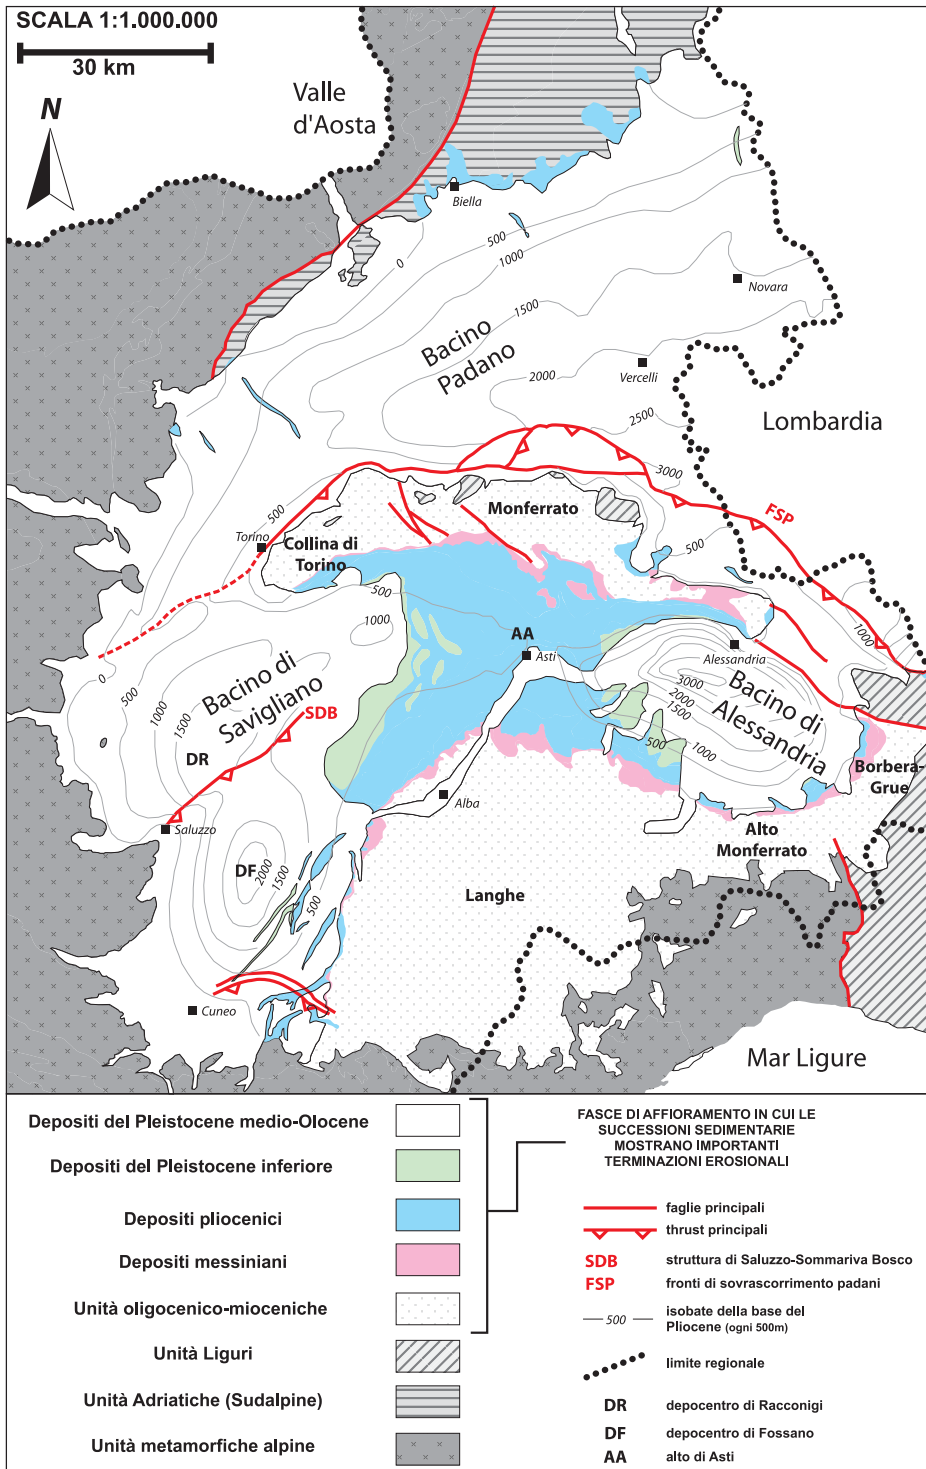 SCALA 1:1.000.000
30 km
N
Valle
d'Aosta
Biella
0
500
1000
1500
2000
2500
3000
Novara
Vercelli
Bacino
Padano
Lombardia
FSP
500
Torino
Collina di
Torino
Monferrato
500
1000
500
1000
AA
Asti
Alessandria
3000
2000
1500
1000
500
Bacino di
Alessandria
0
500
1000
1500
Bacino di
Savigliano
SDB
DR
Saluzzo
Alba
DF
2000
1500
500
Borbera-
Grue
Alto
Monferrato
Langhe
Cuneo
Mar Ligure
Depositi del Pleistocene medio-Olocene
Depositi del Pleistocene inferiore
Depositi pliocenici
Depositi messiniani
Unità oligocenico-mioceniche
Unità Liguri
Unità Adriatiche (Sudalpine)
Unità metamorfiche alpine
FASCE DI AFFIORAMENTO IN CUI LE
SUCCESSIONI SEDIMENTARIE
MOSTRANO IMPORTANTI
TERMINAZIONI EROSIONALI
faglie principali
thrust principali
SDB struttura di Saluzzo-Sommariva Bosco
FSP fronti di sovrascorrimento padani
500 isobate della base del
Pliocene (ogni 500m)
limite regionale
DR depocentro di Racconigi
DF depocentro di Fossano
AA alto di Asti